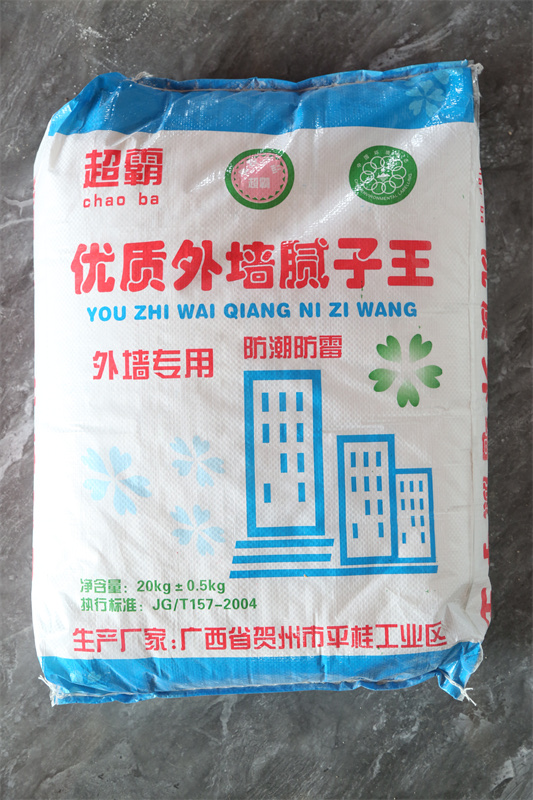 超霸
chao ba
超霸
优质外墙腻子王
YOU ZHI WAI QIANG NI ZI WANG
外墙专用
防潮防霉
净含量：20kg±0.5kg
执行标准：JG/T157-2004
生产厂家：广西省贺州市平桂工业区